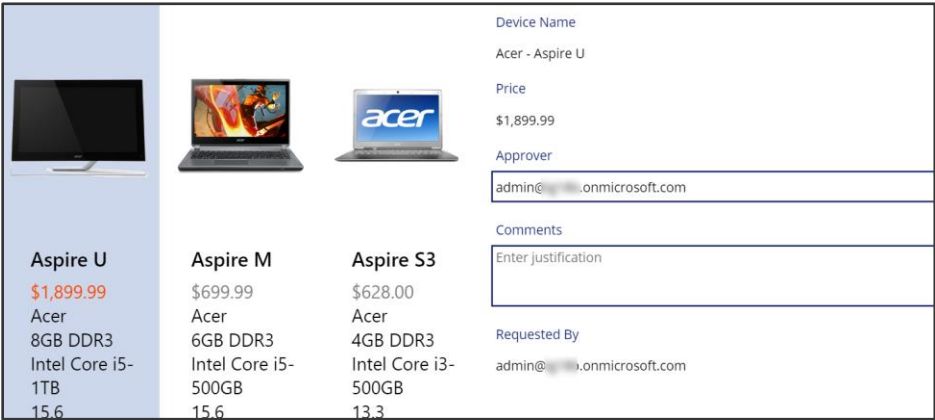 Aspire U
$1,899.99
Acer
8GB DDR3
Intel Core i5-
1TB
15.6
Aspire M
$699.99
Acer
6GB DDR3
Intel Core i5-
500GB
15.6
acer
Aspire S3
$628.00
Acer
4GB DDR3
Intel Core i3-
500GB
13.3
Device Name
Acer - Aspire U
Price
$1,899.99
Approver
admin@ .onmicrosoft.com
Comments
Enter justification
Requested By
admin@ .onmicrosoft.com